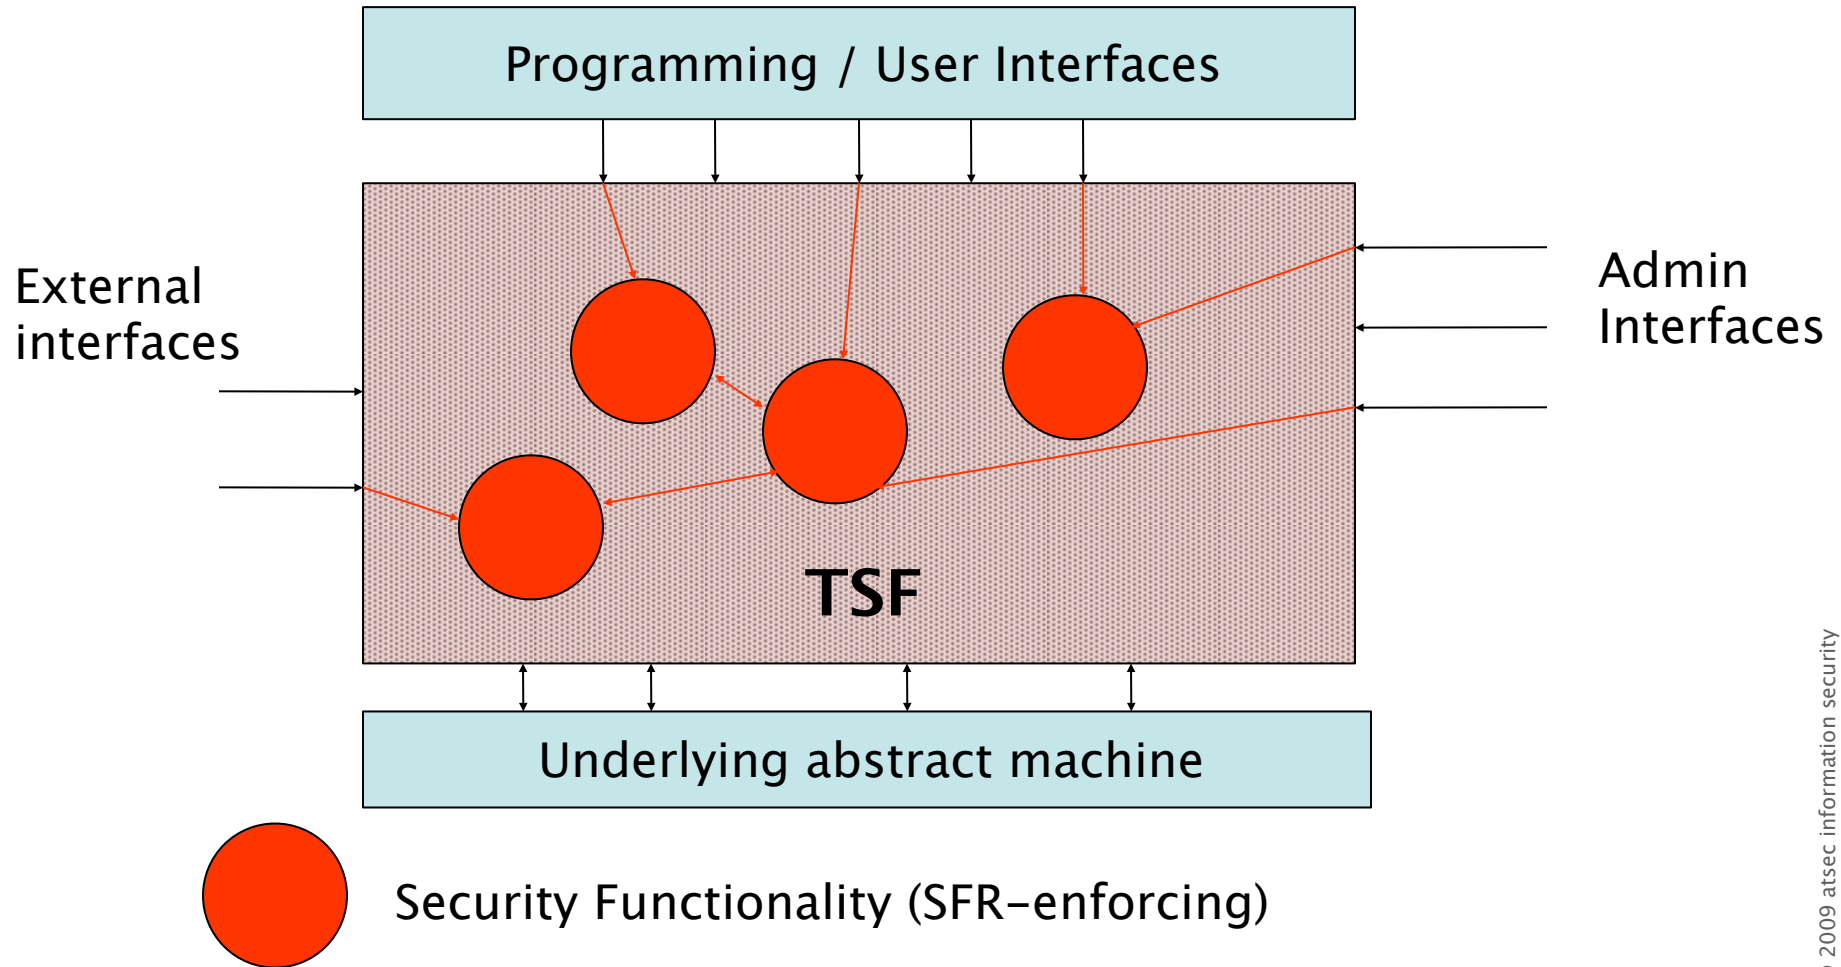 Programming / User Interfaces
External
interfaces
Admin
Interfaces
TSF
Underlying abstract machine
Security Functionality (SFR-enforcing)
2009 atsec information security